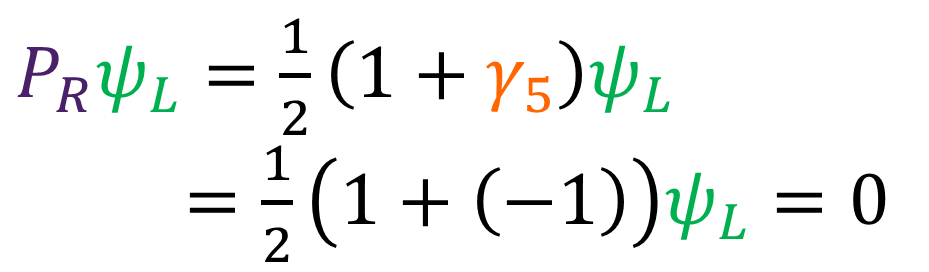 P_R ψ_L = 1/2 (1 + γ_5)ψ_L
= 1/2 (1 + (−1))ψ_L = 0